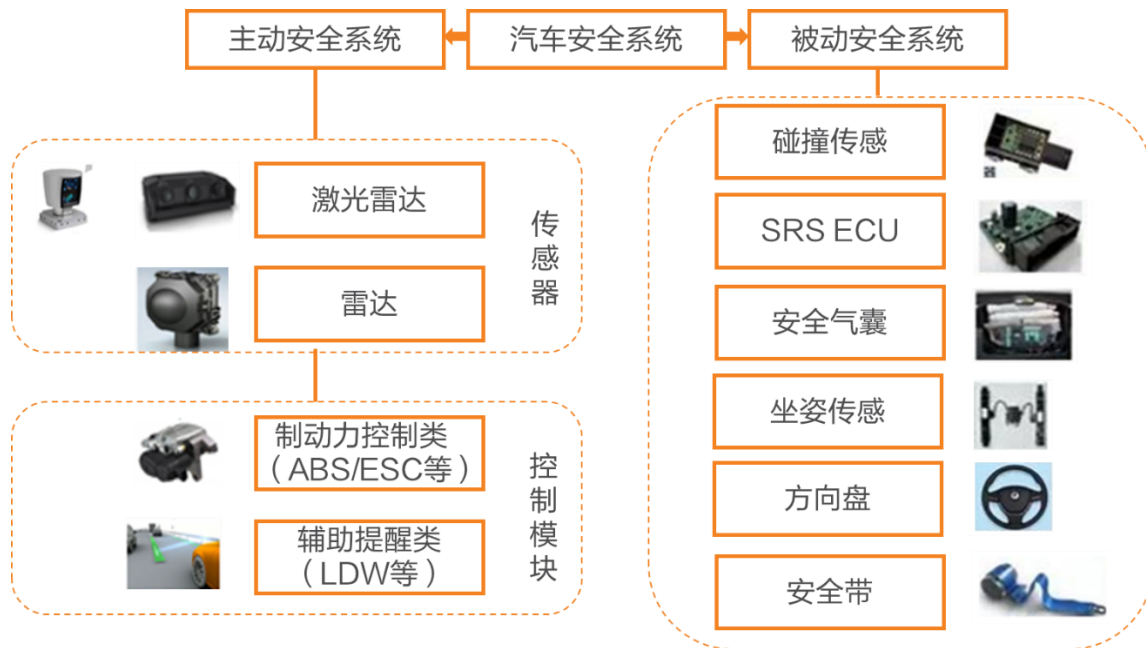 主动安全系统
汽车安全系统
被动安全系统
激光雷达
雷达
传感器
制动力控制类
（ABS/ESC等）
辅助提醒类
（LDW等）
控制模块
碰撞传感
SRS ECU
安全气囊
坐姿传感
方向盘
安全带